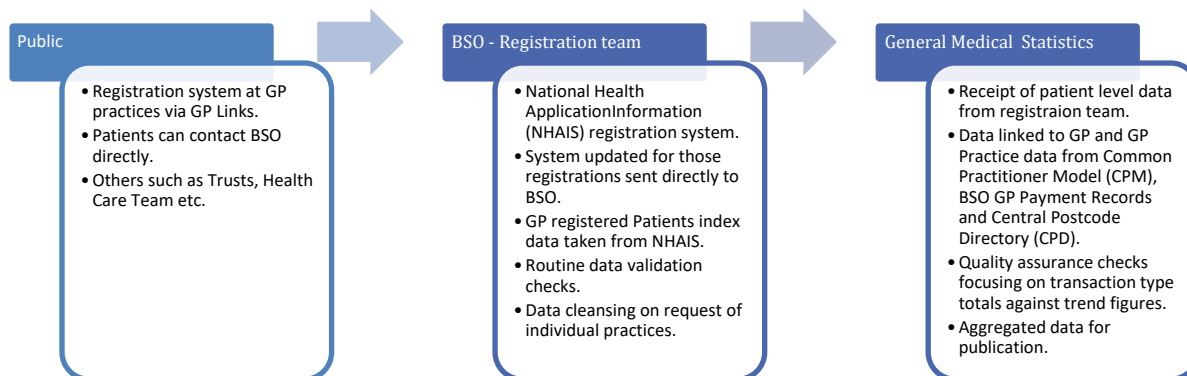 Public
• Registration system at GP
practices via GP Links.
• Patients can contact BSO
directly.
• Others such as Trusts, Health
Care Team etc.
BSO - Registration team
• National Health
ApplicationInformation
(NHAIS) registration system.
• System updated for those
registrations sent directly to
BSO.
• GP registered Patients index
data taken from NHAIS.
• Routine data validation
checks.
• Data cleansing on request of
individual practices.
General Medical Statistics
• Receipt of patient level data
from registraion team.
• Data linked to GP and GP
Practice data from Common
Practitioner Model (CPM),
BSO GP Payment Records
and Central Postcode
Directory (CPD).
• Quality assurance checks
focusing on transaction type
totals against trend figures.
• Aggregated data for
publication.